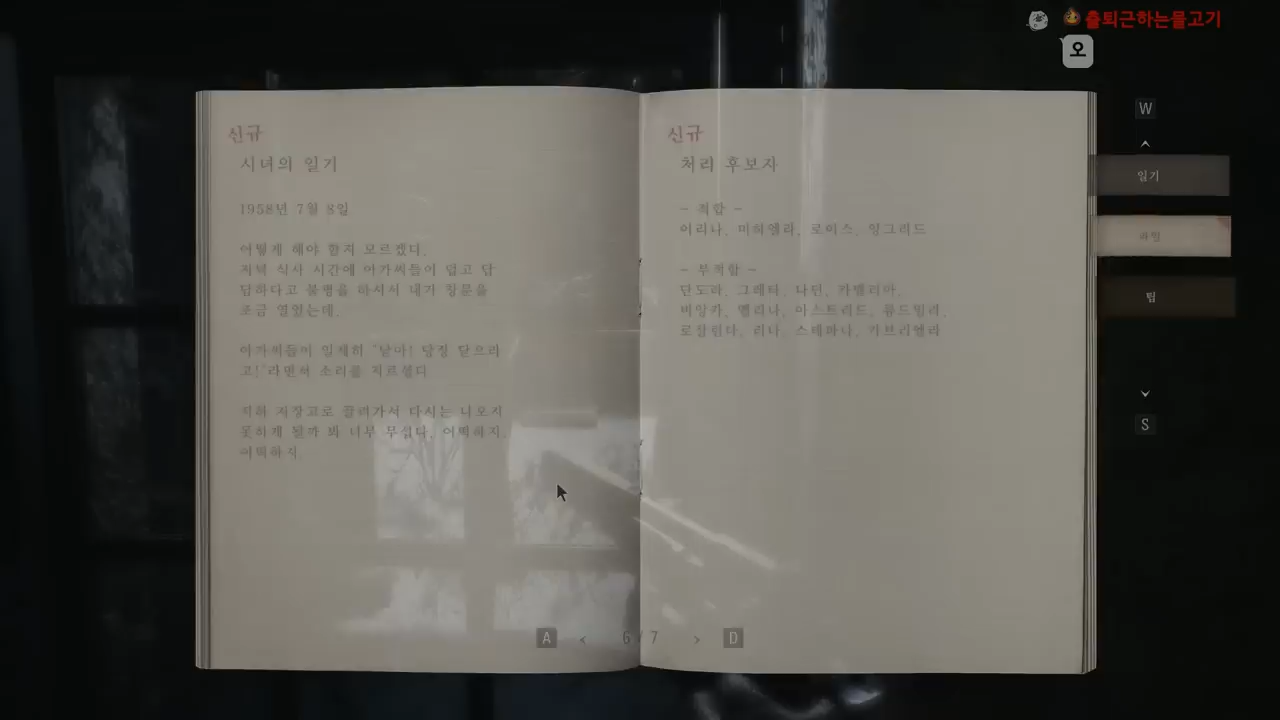 출퇴근하는물고기
오
신규
시녀의 일기
1958년 7월 8일
어떻게 해야 할지 모르겠다.
저녁 식사 시간에 아가씨들이 덥고 답
답하다고 불평을 하셔서 내가 창문을
조금 열었는데,
아가씨들이 일제히 "날아! 당장 닫으라
고!"라면서 소리를 지르셨다
지하 저장고로 끌려가서 다시는 나오지
못하게 될까 봐 너무 무섭다. 어떡하지.
어떡하지
신규
처리 후보자
- 적합 -
이리나, 미하엘라, 로이스, 잉그리드
- 부적합 -
단도라, 그레타, 나딘, 카멜리아,
비앙카, 엘리나, 아스트리드, 류드밀라,
로잘린다, 리나, 스테파니, 가브리엘라
W
일기
파일
팁
S
A < 6/7 > D